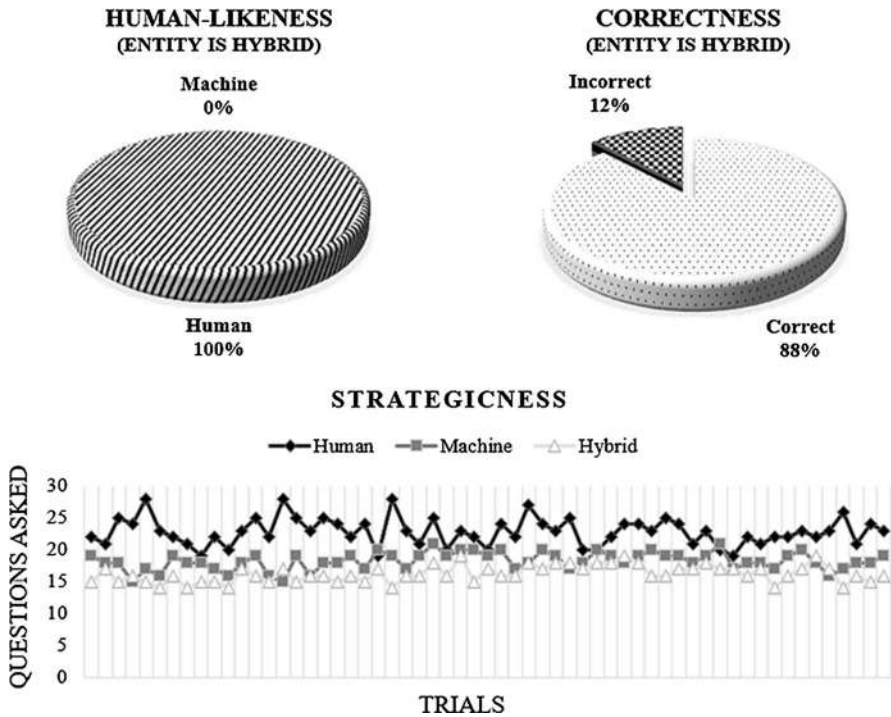 HUMAN-LIKENESS
(ENTITY IS HYBRID)
Machine
0%
Human
100%
CORRECTNESS
(ENTITY IS HYBRID)
Incorrect
12%
Correct
88%
STRATEGICNESS
Human Machine Hybrid
QUESTIONS ASKED
30
25
20
15
10
5
0
TRIALS